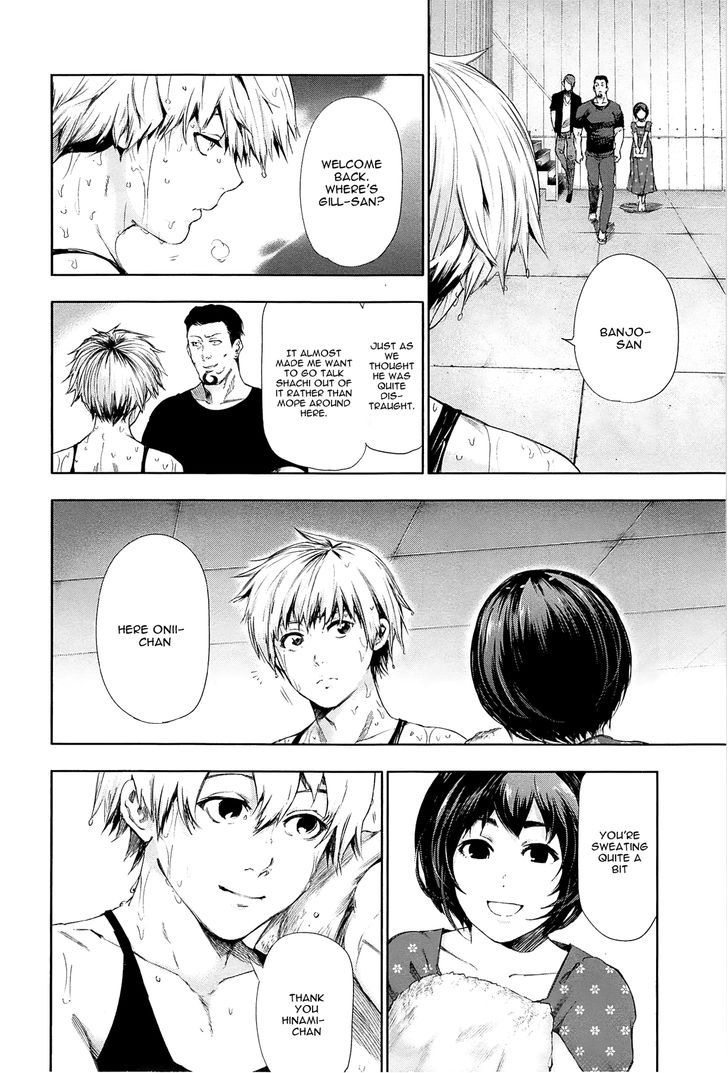 BANJO-
SAN
WELCOME
BACK.
WHERE'S
GILL-SAN?
JUST AS
WE
THOUGHT
HE WAS
QUITE
DIS-
TRAUGHT.
IT ALMOST
MADE ME WANT
TO GO TALK
SHACHI OUT OF
IT RATHER THAN
MOPE AROUND
HERE.
HERE ONII-
CHAN
YOU'RE
SWEATING
QUITE A
BIT
THANK
YOU
HINAMI-
CHAN